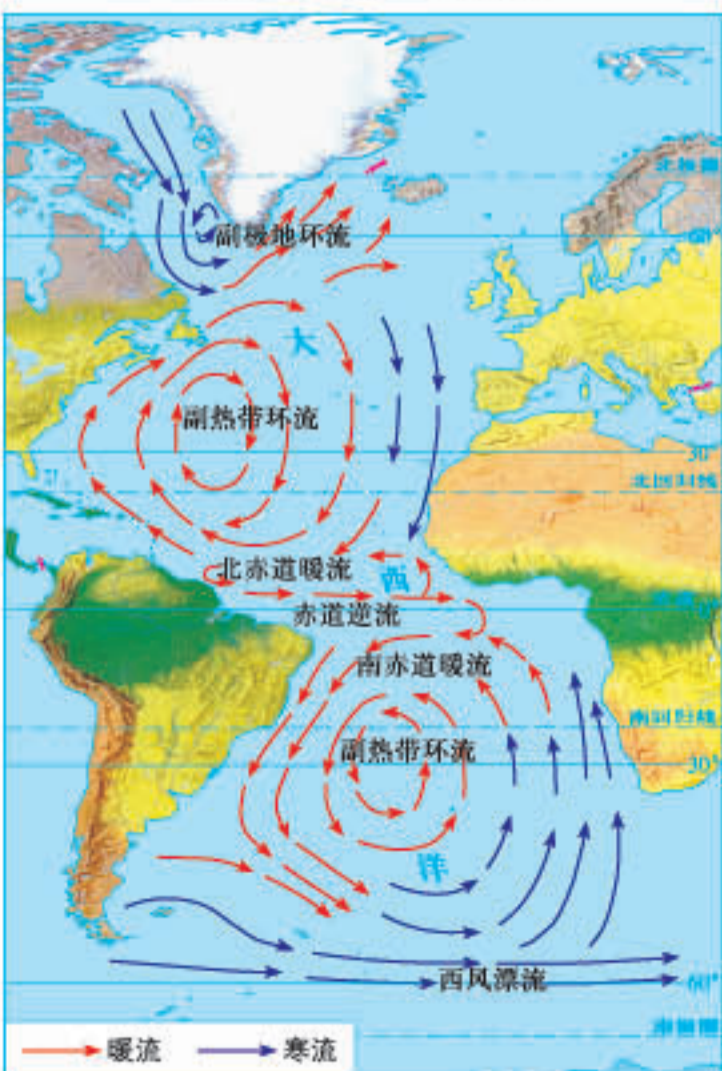 副极地环流
60°
大
副热带环流
30°
北回归线
北赤道暖流
西
赤道逆流
南赤道暖流
南回归线
副热带环流
30°
洋
西风漂流
60°
暖流
寒流